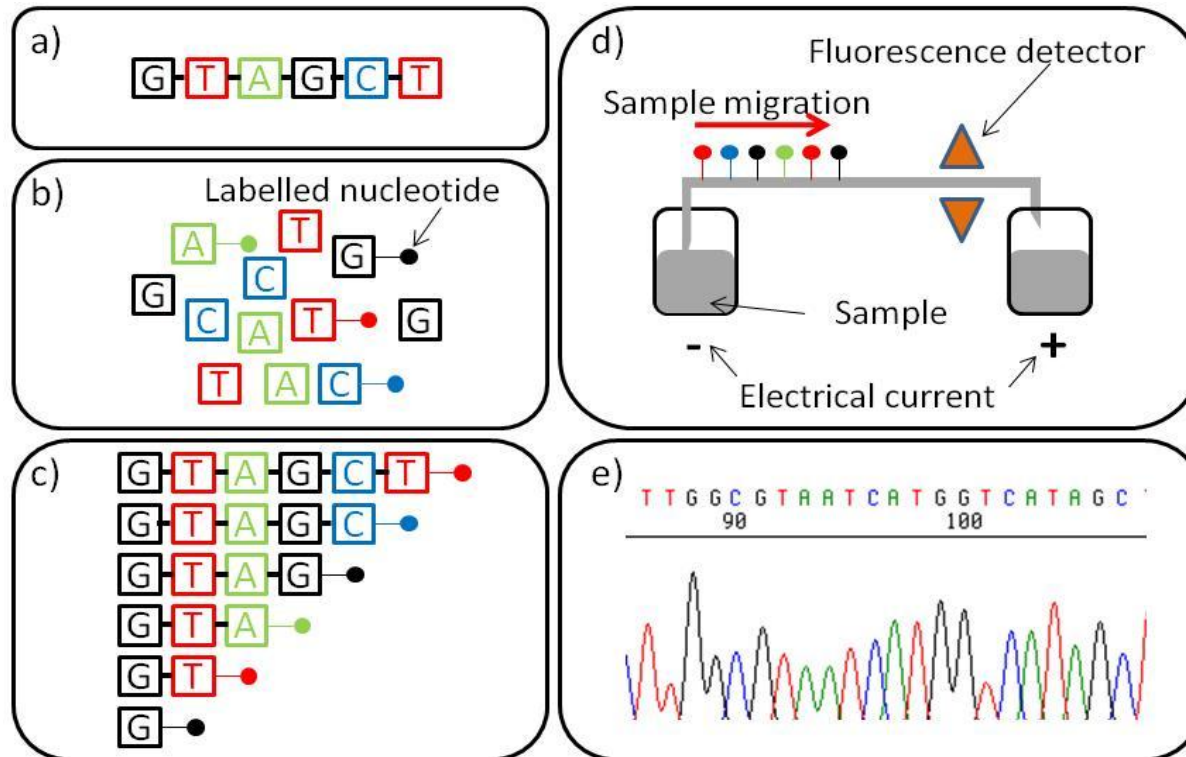 a)
G T A G C T
b)
Labelled nucleotide
A T G
G C
C A T G
T A C
c)
G T A G C T
G T A G C
G T A G
G T A
G T
G
d)
Fluorescence detector
Sample migration
Sample
- +
Electrical current
e)
T T G G C G T A A T C A T G G T C A T A G C
90 100